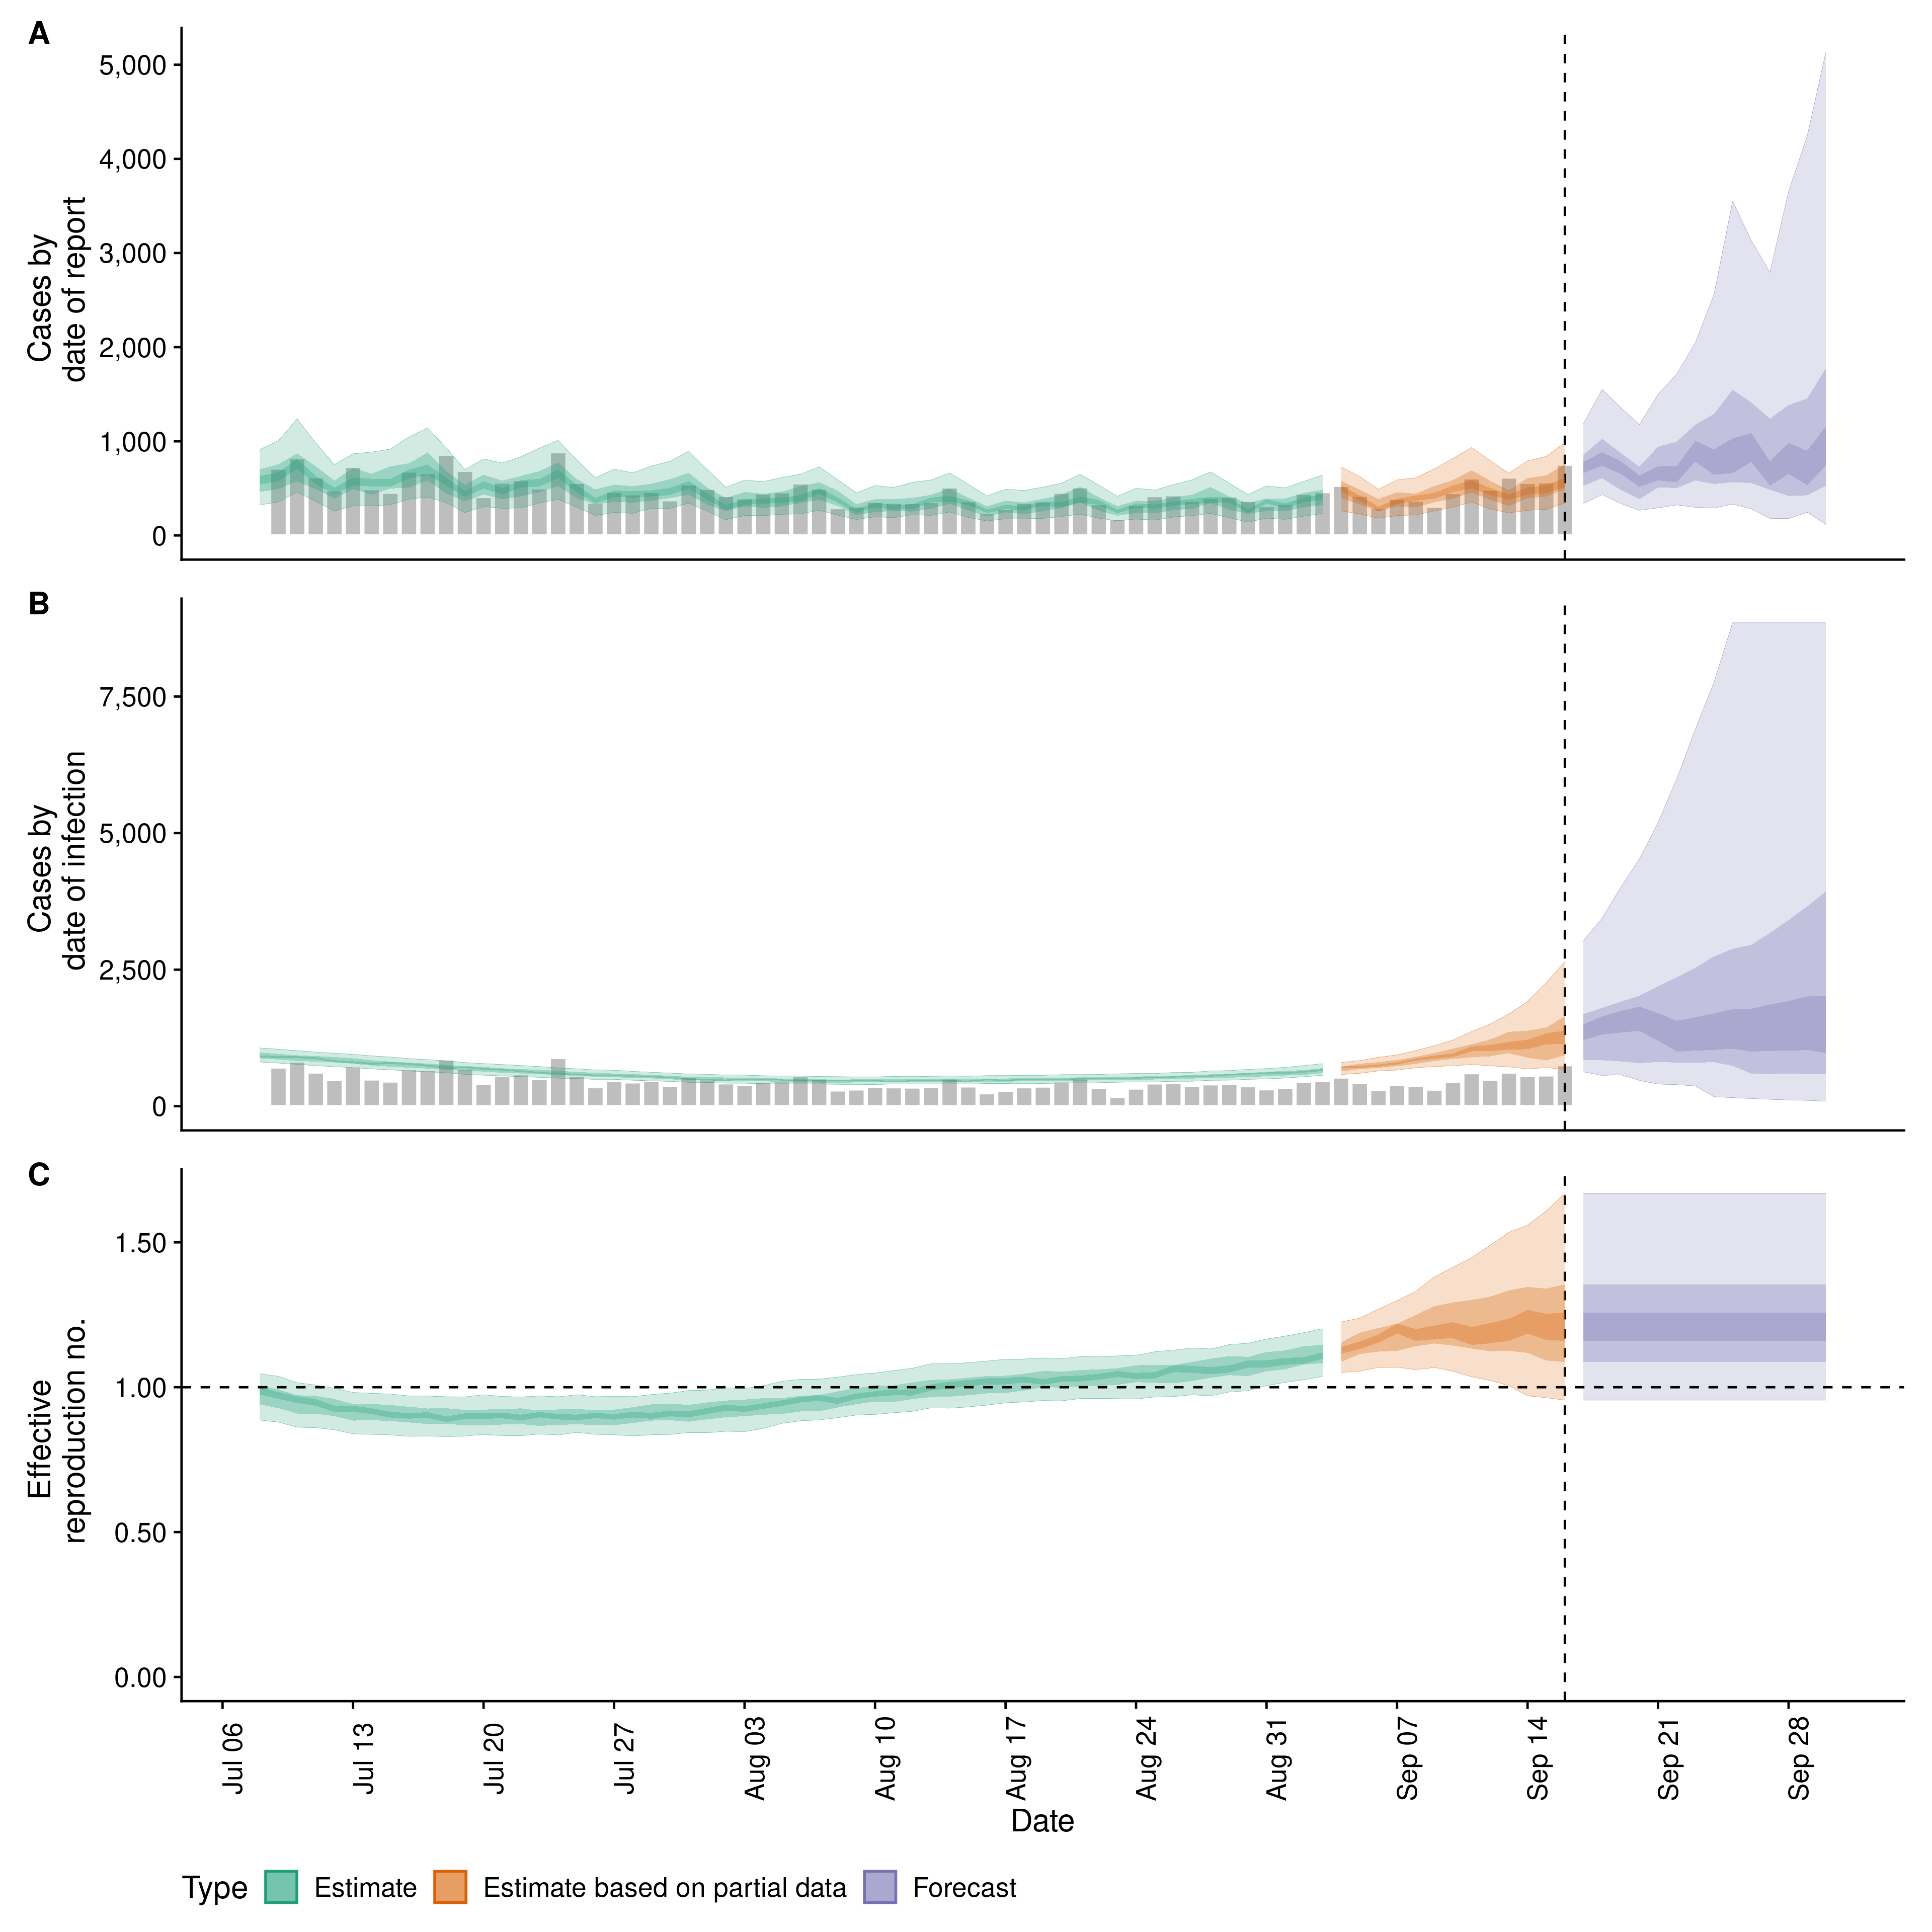 A
5,000
4,000
3,000
2,000
1,000
0
Cases by
date of report
B
7,500
5,000
2,500
0
Cases by
date of infection
C
1.50
1.00
0.50
0.00
Effective
reproduction no.
Jul 06
Jul 13
Jul 20
Jul 27
Aug 03
Aug 10
Aug 17
Aug 24
Aug 31
Sep 07
Sep 14
Sep 21
Sep 28
Date
Type Estimate Estimate based on partial data Forecast